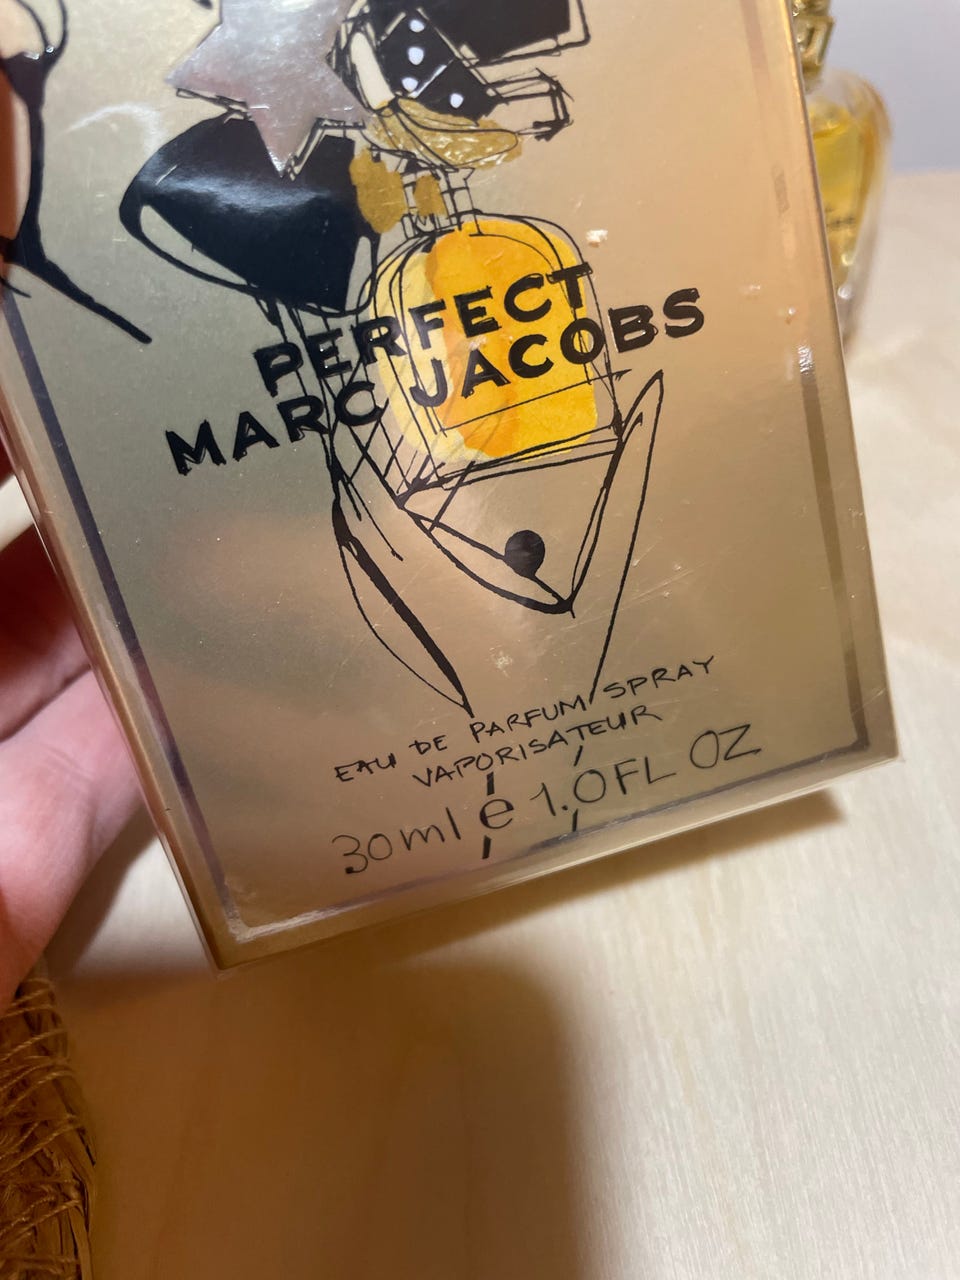 PERFECT
MARC JACOBS
EAU DE PARFUM SPRAY
VAPORISATEUR
30ml e 1.0FL OZ